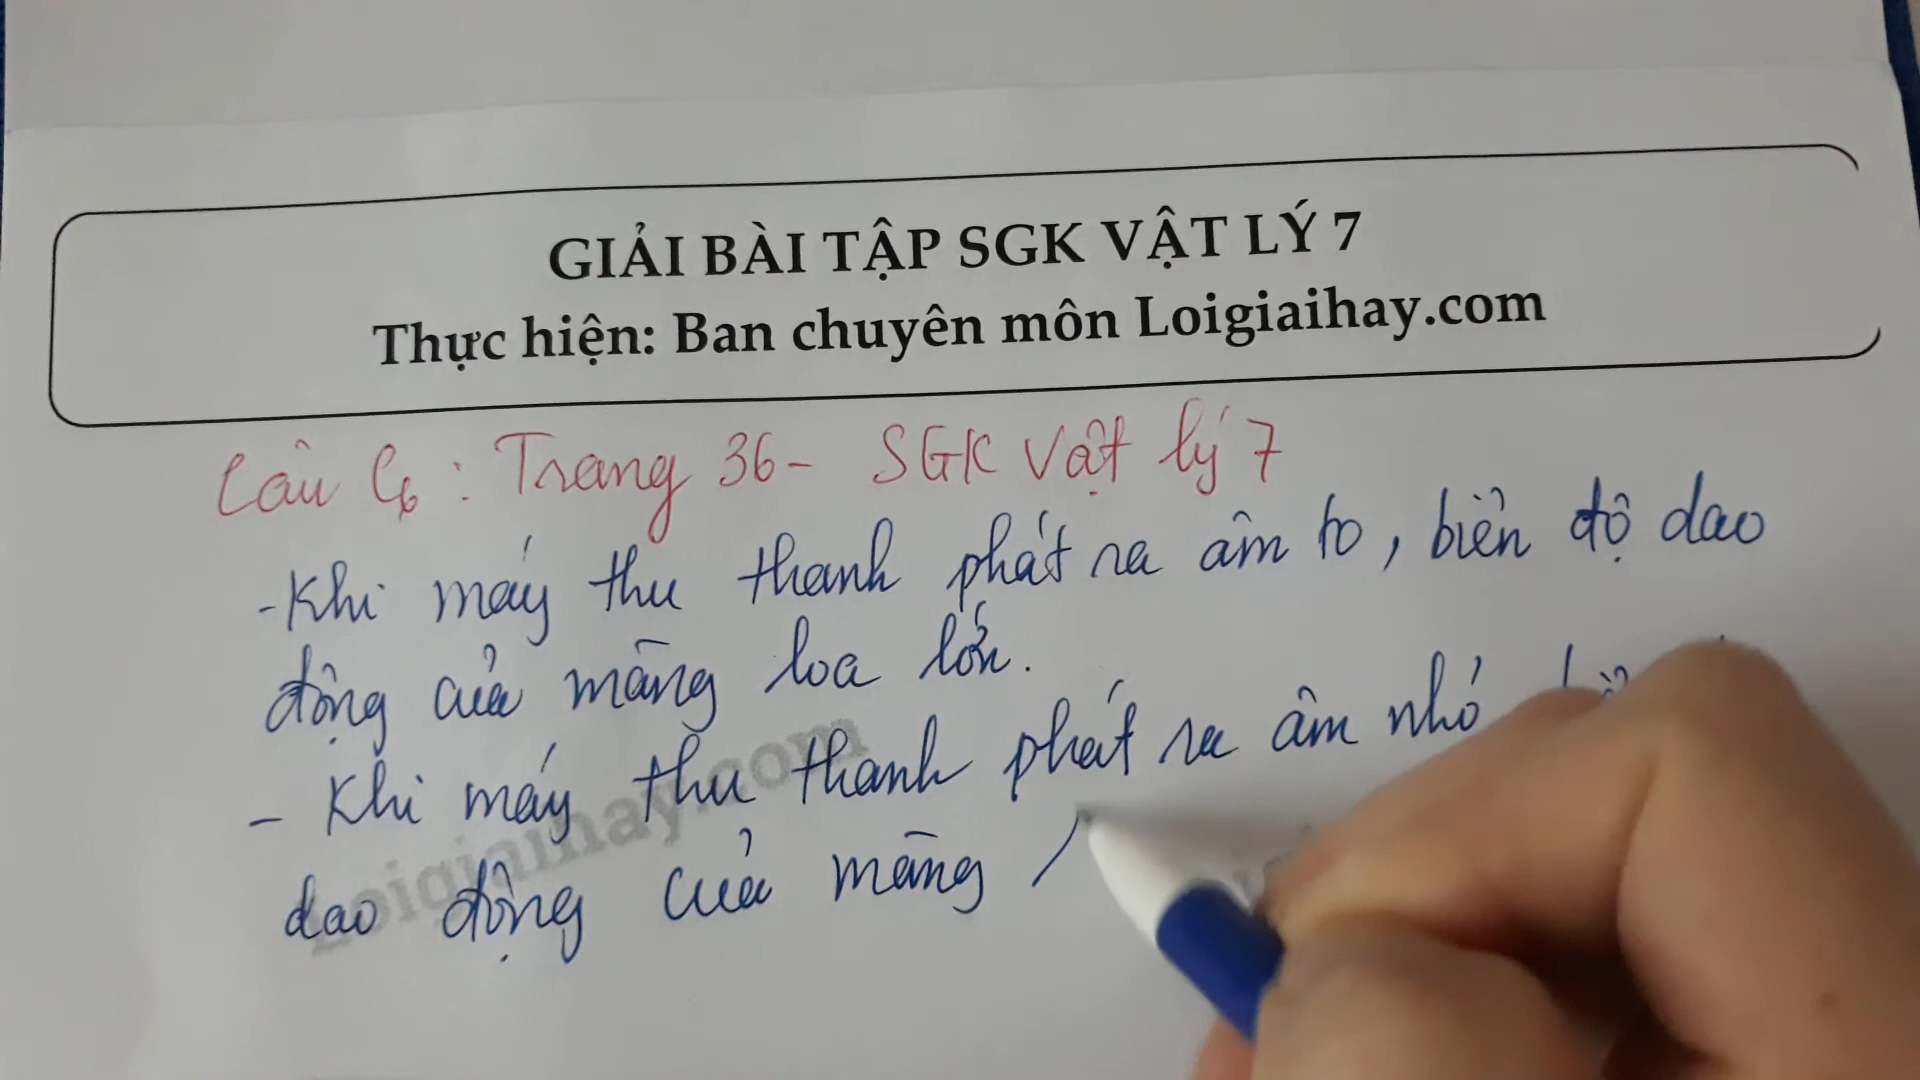 GIẢI BÀI TẬP SGK VẬT LÝ 7
Thực hiện: Ban chuyên môn Loigiaihay.com
Câu C6: Trang 36 - SGK Vật lý 7
- Khi máy thu thanh phát ra âm to, biên độ dao
động của màng loa lớn.
- Khi máy thu thanh phát ra âm nhỏ
dao động của màng
Loigiaihay.com